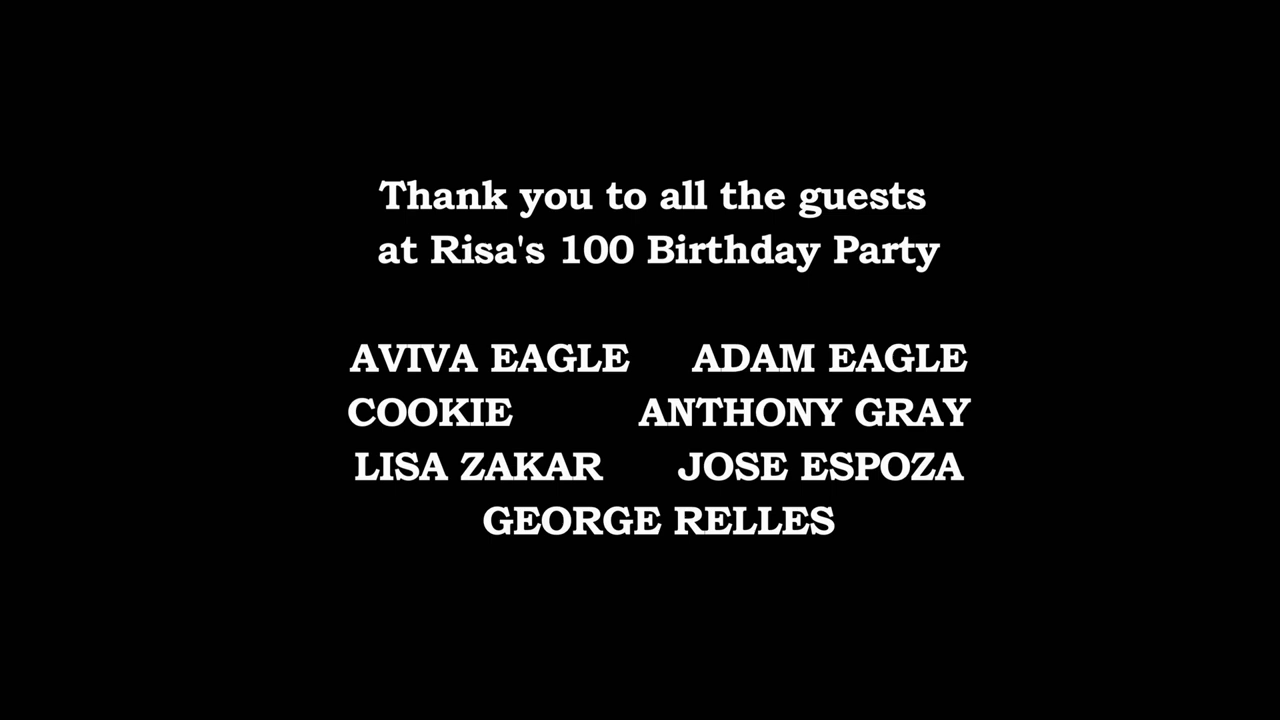 Thank you to all the guests
at Risa's 100 Birthday Party
AVIVA EAGLE ADAM EAGLE
COOKIE ANTHONY GRAY
LISA ZAKAR JOSE ESPOZA
GEORGE RELLES